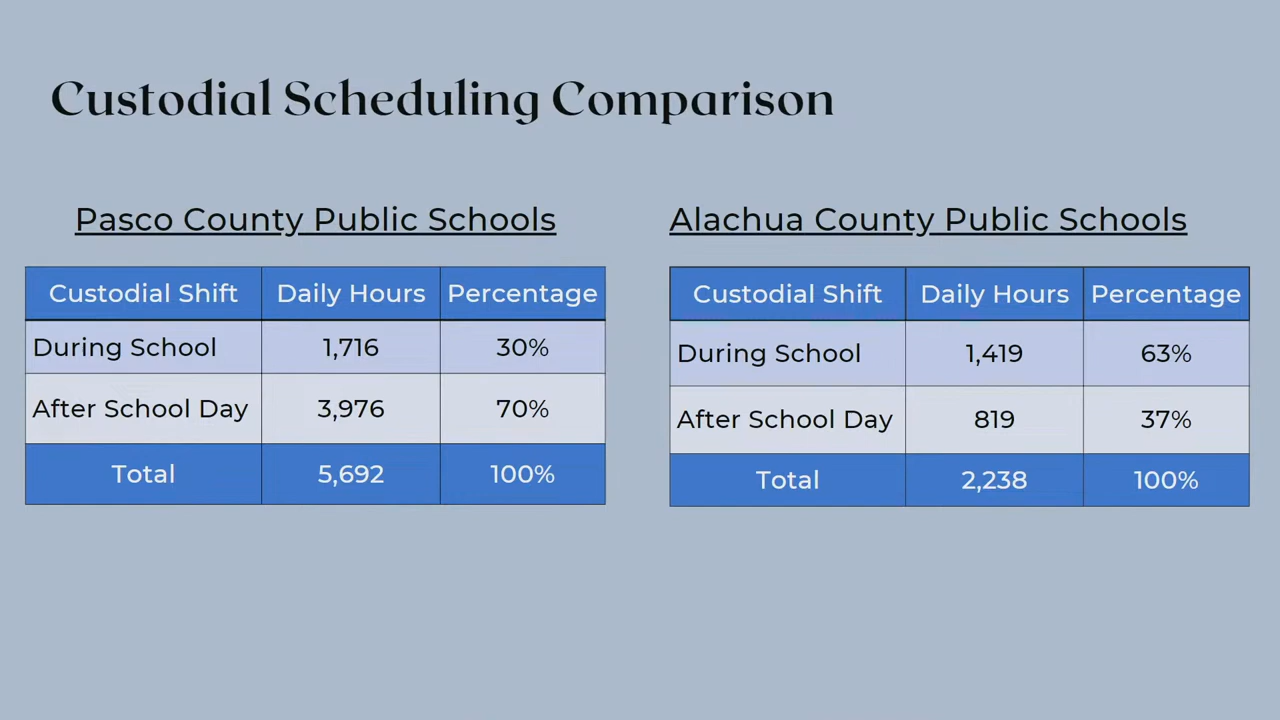 Custodial Scheduling Comparison
Pasco County Public Schools
Custodial Shift Daily Hours Percentage
During School 1,716 30%
After School Day 3,976 70%
Total 5,692 100%
Alachua County Public Schools
Custodial Shift Daily Hours Percentage
During School 1,419 63%
After School Day 819 37%
Total 2,238 100%